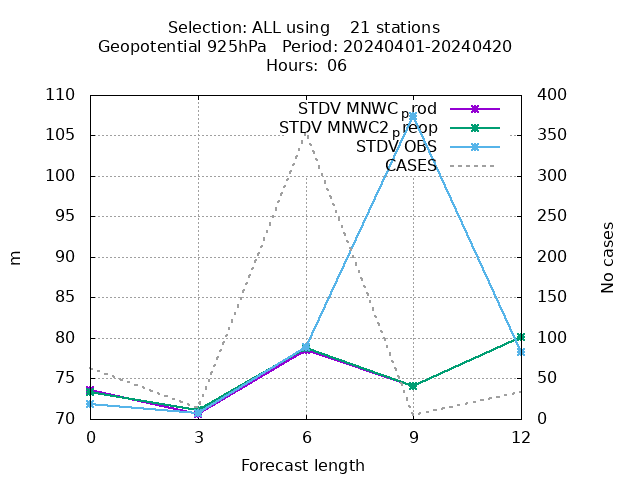 Selection: ALL using    21 stations
Geopotential 925hPa   Period: 20240401-20240420
Hours:  06
STDV MNWC_prod
STDV MNWC2_preop
STDV OBS
CASES
110
105
100
95
90
85
80
75
70
m
400
350
300
250
200
150
100
50
0
No cases
0 3 6 9 12
Forecast length